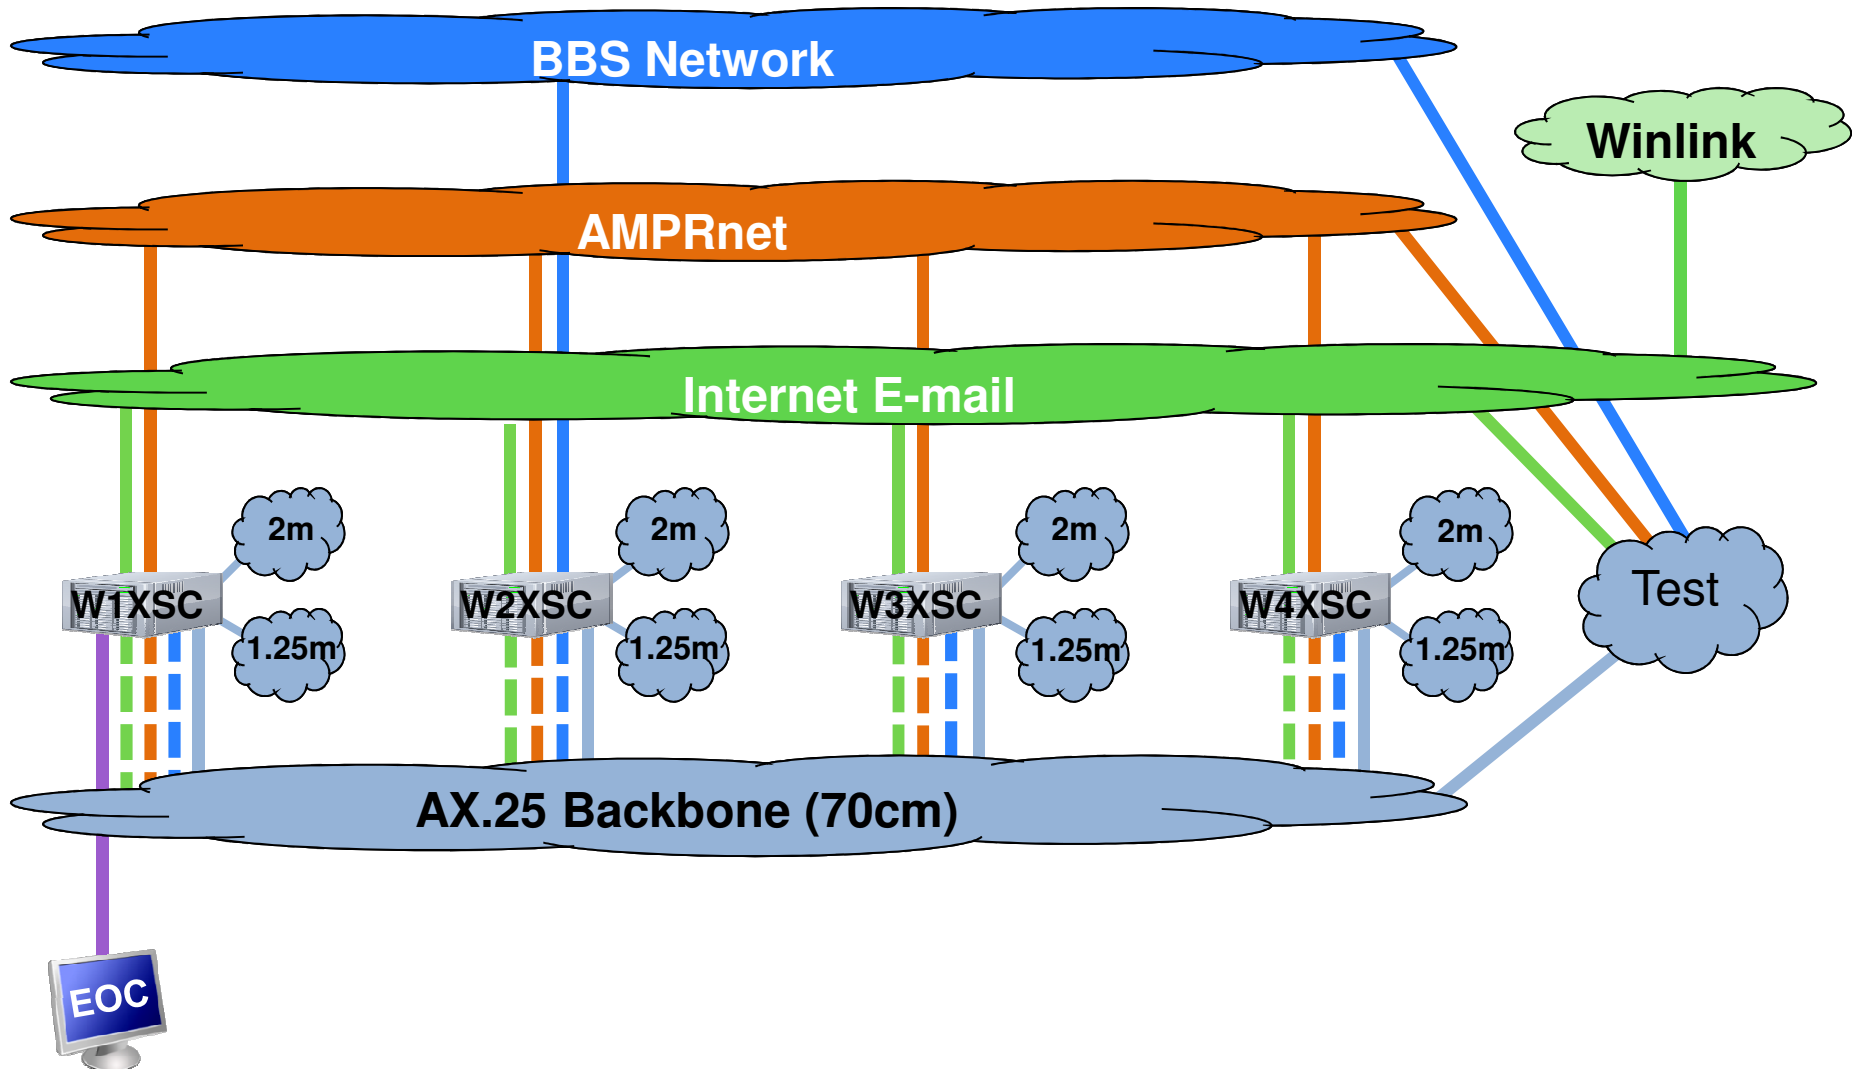 BBS Network
Winlink
AMPRnet
Internet E-mail
2m
2m
2m
2m
W1XSC
W2XSC
W3XSC
W4XSC
Test
1.25m
1.25m
1.25m
1.25m
AX.25 Backbone (70cm)
EOC